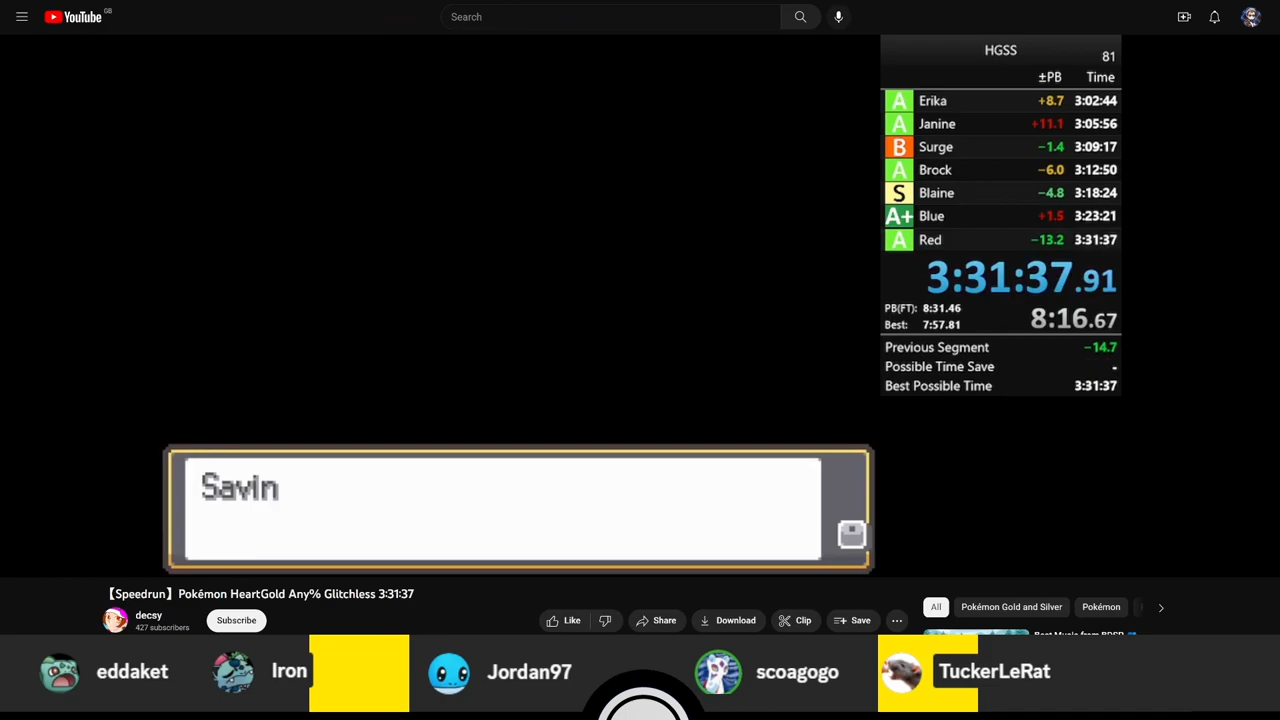 YouTube GB
Search
HGSS
81
±PB Time
A Erika +8.7 3:02:44
A Janine +11.1 3:05:56
B Surge −1.4 3:09:17
A Brock −6.0 3:12:50
S Blaine −4.8 3:18:24
A+ Blue +1.5 3:23:21
A Red −13.2 3:31:37
3:31:37.91
PB(FT): 8:31.46
Best: 7:57.81
8:16.67
Previous Segment −14.7
Possible Time Save -
Best Possible Time 3:31:37
Savin
【Speedrun】Pokémon HeartGold Any% Glitchless 3:31:37
decsy
427 subscribers
Subscribe
Like
Share
Download
Clip
Save
All
Pokémon Gold and Silver
Pokémon
eddaket
Iron
Jordan97
scoagogo
TuckerLeRat